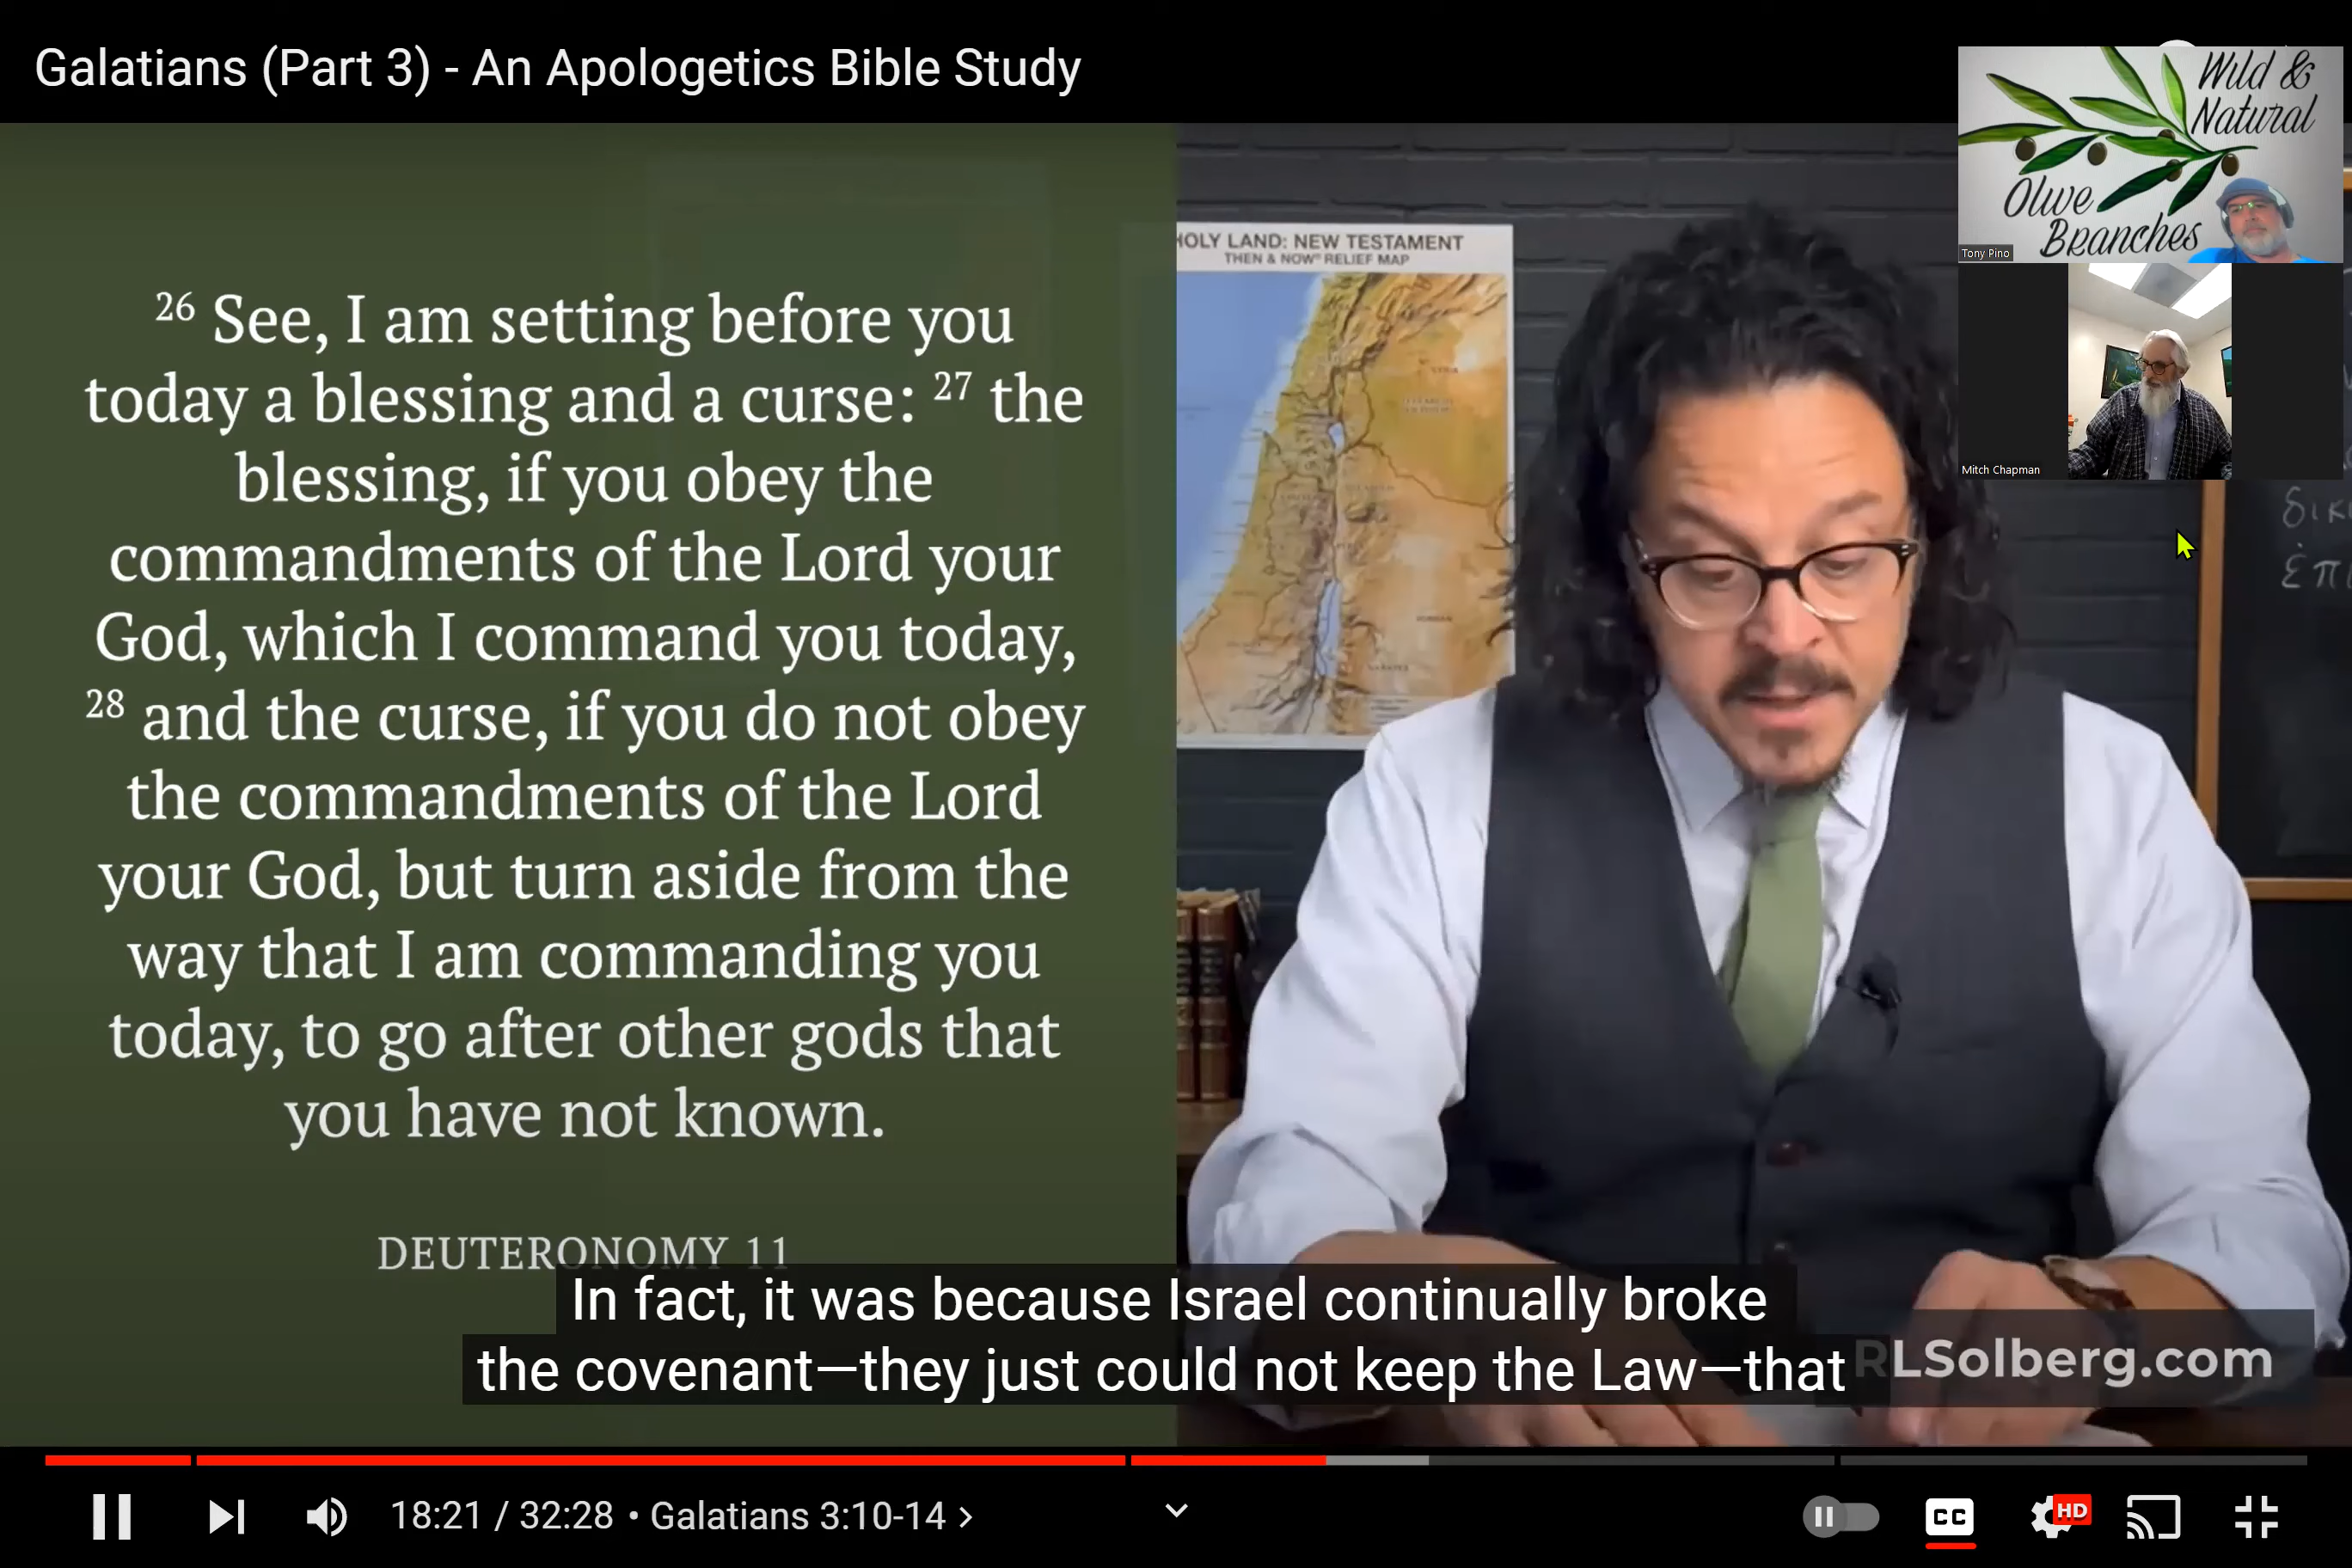 Galatians (Part 3) - An Apologetics Bible Study
Wild &
Natural
Olive
Branches
Tony Pino
Mitch Chapman
HOLY LAND: NEW TESTAMENT
THEN & NOW® RELIEF MAP
26 See, I am setting before you
today a blessing and a curse: 27 the
blessing, if you obey the
commandments of the Lord your
God, which I command you today,
28 and the curse, if you do not obey
the commandments of the Lord
your God, but turn aside from the
way that I am commanding you
today, to go after other gods that
you have not known.
DEUTERONOMY 11
In fact, it was because Israel continually broke
the covenant—they just could not keep the Law—that
RLSolberg.com
18:21 / 32:28 • Galatians 3:10-14 >
CC
HD